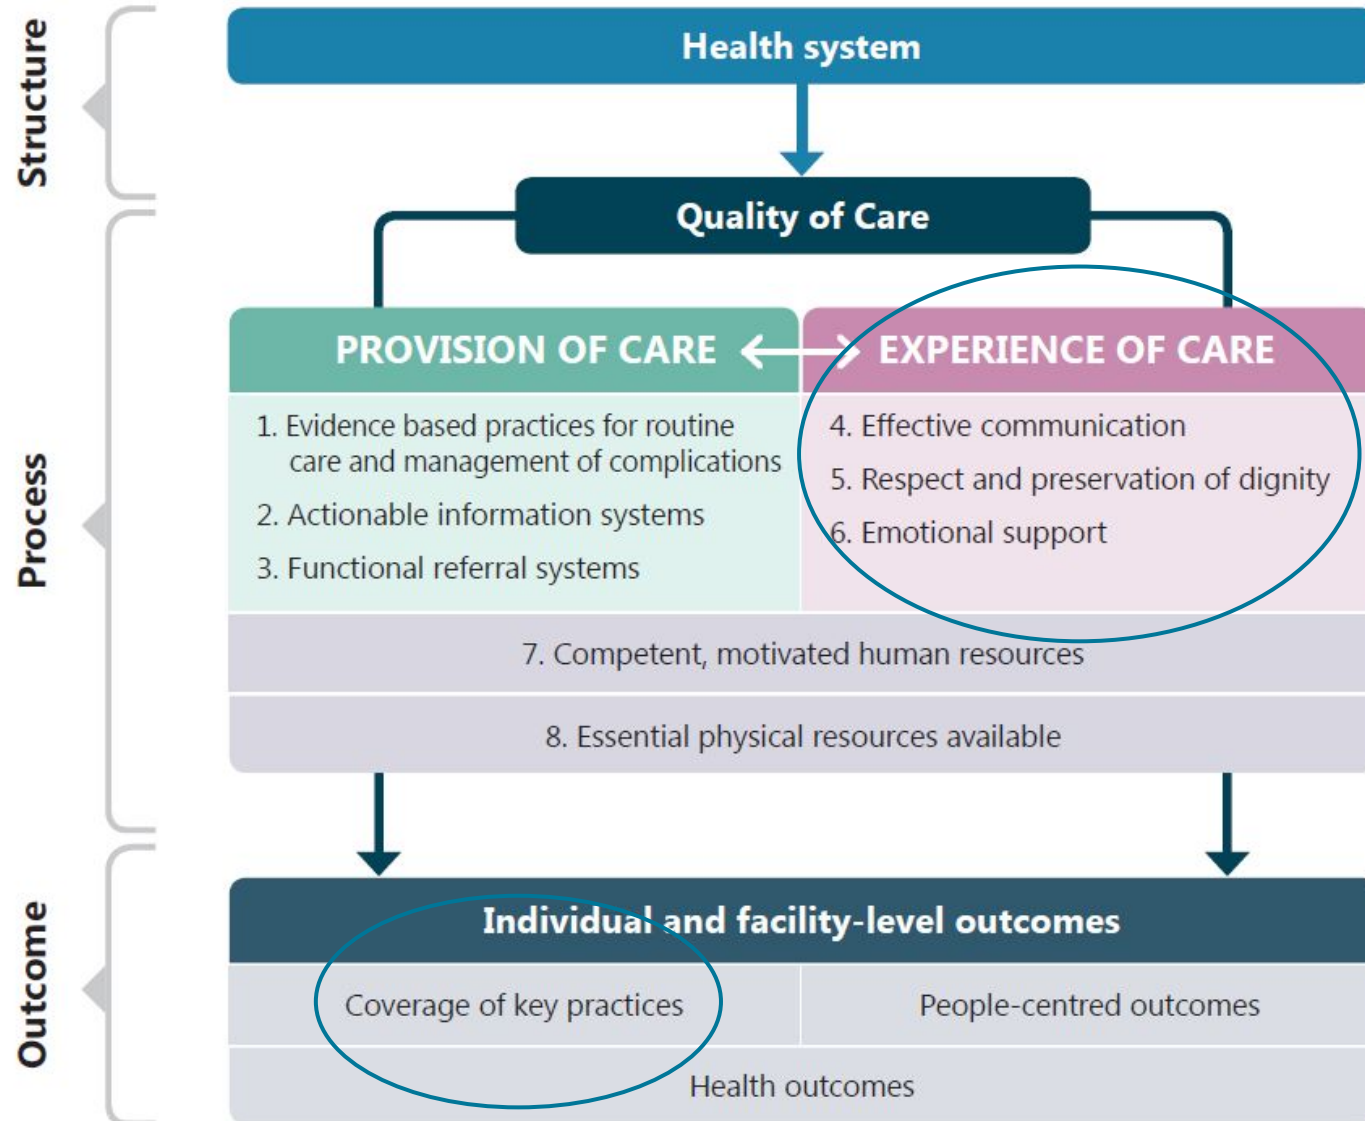 Structure
Health system
Quality of Care
Process
PROVISION OF CARE
EXPERIENCE OF CARE
1. Evidence based practices for routine
care and management of complications
2. Actionable information systems
3. Functional referral systems
4. Effective communication
5. Respect and preservation of dignity
6. Emotional support
7. Competent, motivated human resources
8. Essential physical resources available
Outcome
Individual and facility-level outcomes
Coverage of key practices
People-centred outcomes
Health outcomes